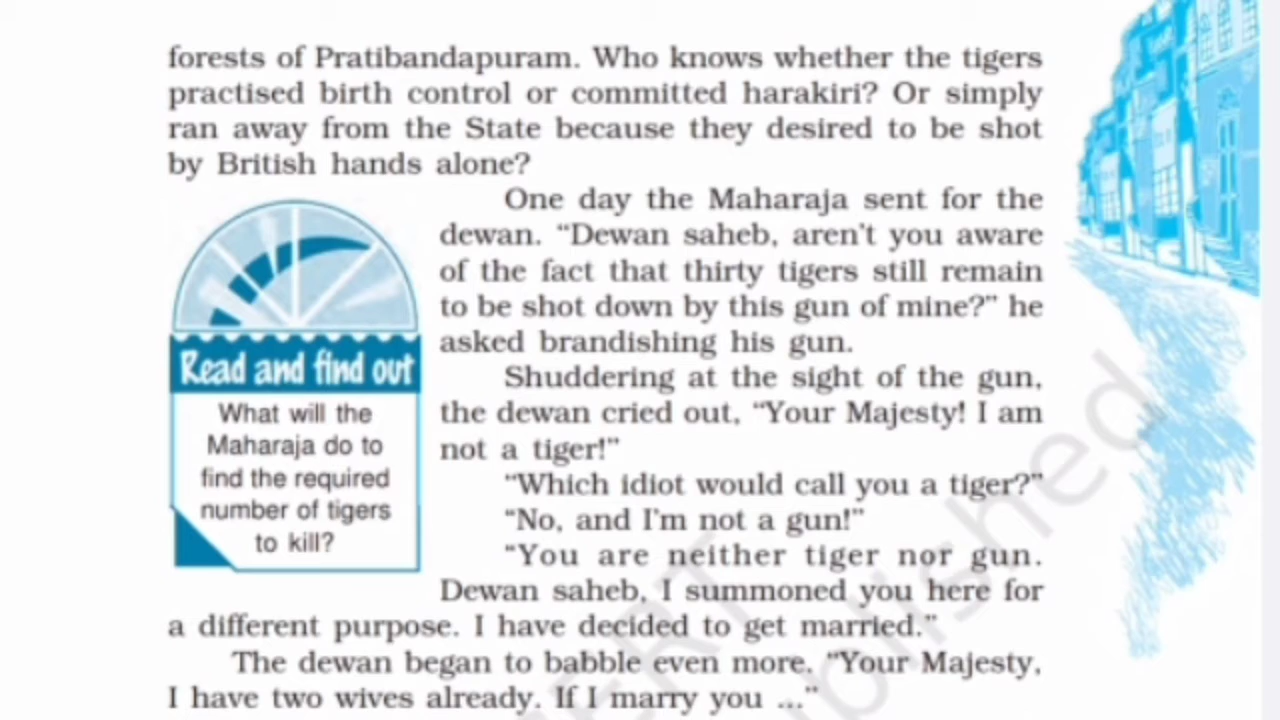 forests of Pratibandapuram. Who knows whether the tigers
practised birth control or committed harakiri? Or simply
ran away from the State because they desired to be shot
by British hands alone?
One day the Maharaja sent for the
dewan. “Dewan saheb, aren't you aware
of the fact that thirty tigers still remain
to be shot down by this gun of mine?” he
asked brandishing his gun.
Shuddering at the sight of the gun,
the dewan cried out, “Your Majesty! I am
not a tiger!”
“Which idiot would call you a tiger?”
“No, and I'm not a gun!”
“You are neither tiger nor gun.
Dewan saheb, I summoned you here for
a different purpose. I have decided to get married.”
The dewan began to babble even more. “Your Majesty,
I have two wives already. If I marry you ...”
Read and find out
What will the
Maharaja do to
find the required
number of tigers
to kill?